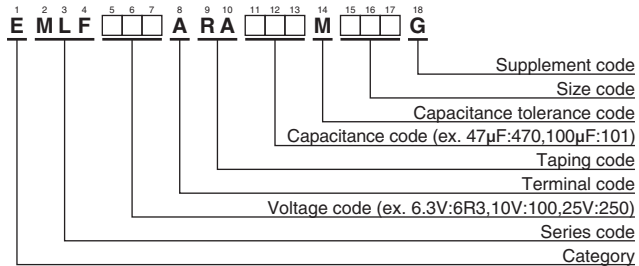 1 2 3 4 5 6 7 8 9 10 11 12 13 14 15 16 17 18
E M L F A R A M G
Supplement code
Size code
Capacitance tolerance code
Capacitance code (ex. 47µF:470,100µF:101)
Taping code
Terminal code
Voltage code (ex. 6.3V:6R3,10V:100,25V:250)
Series code
Category